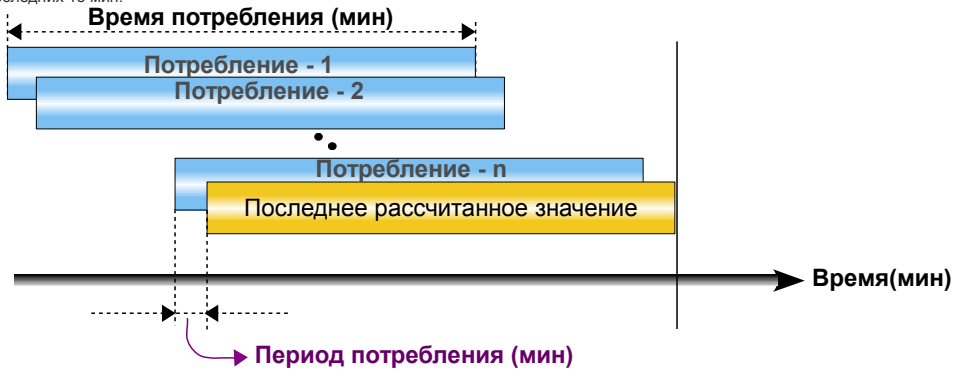 Время потребления (мин)
Потребление - 1
Потребление - 2
Потребление - n
Последнее рассчитанное значение
Время(мин)
Период потребления (мин)